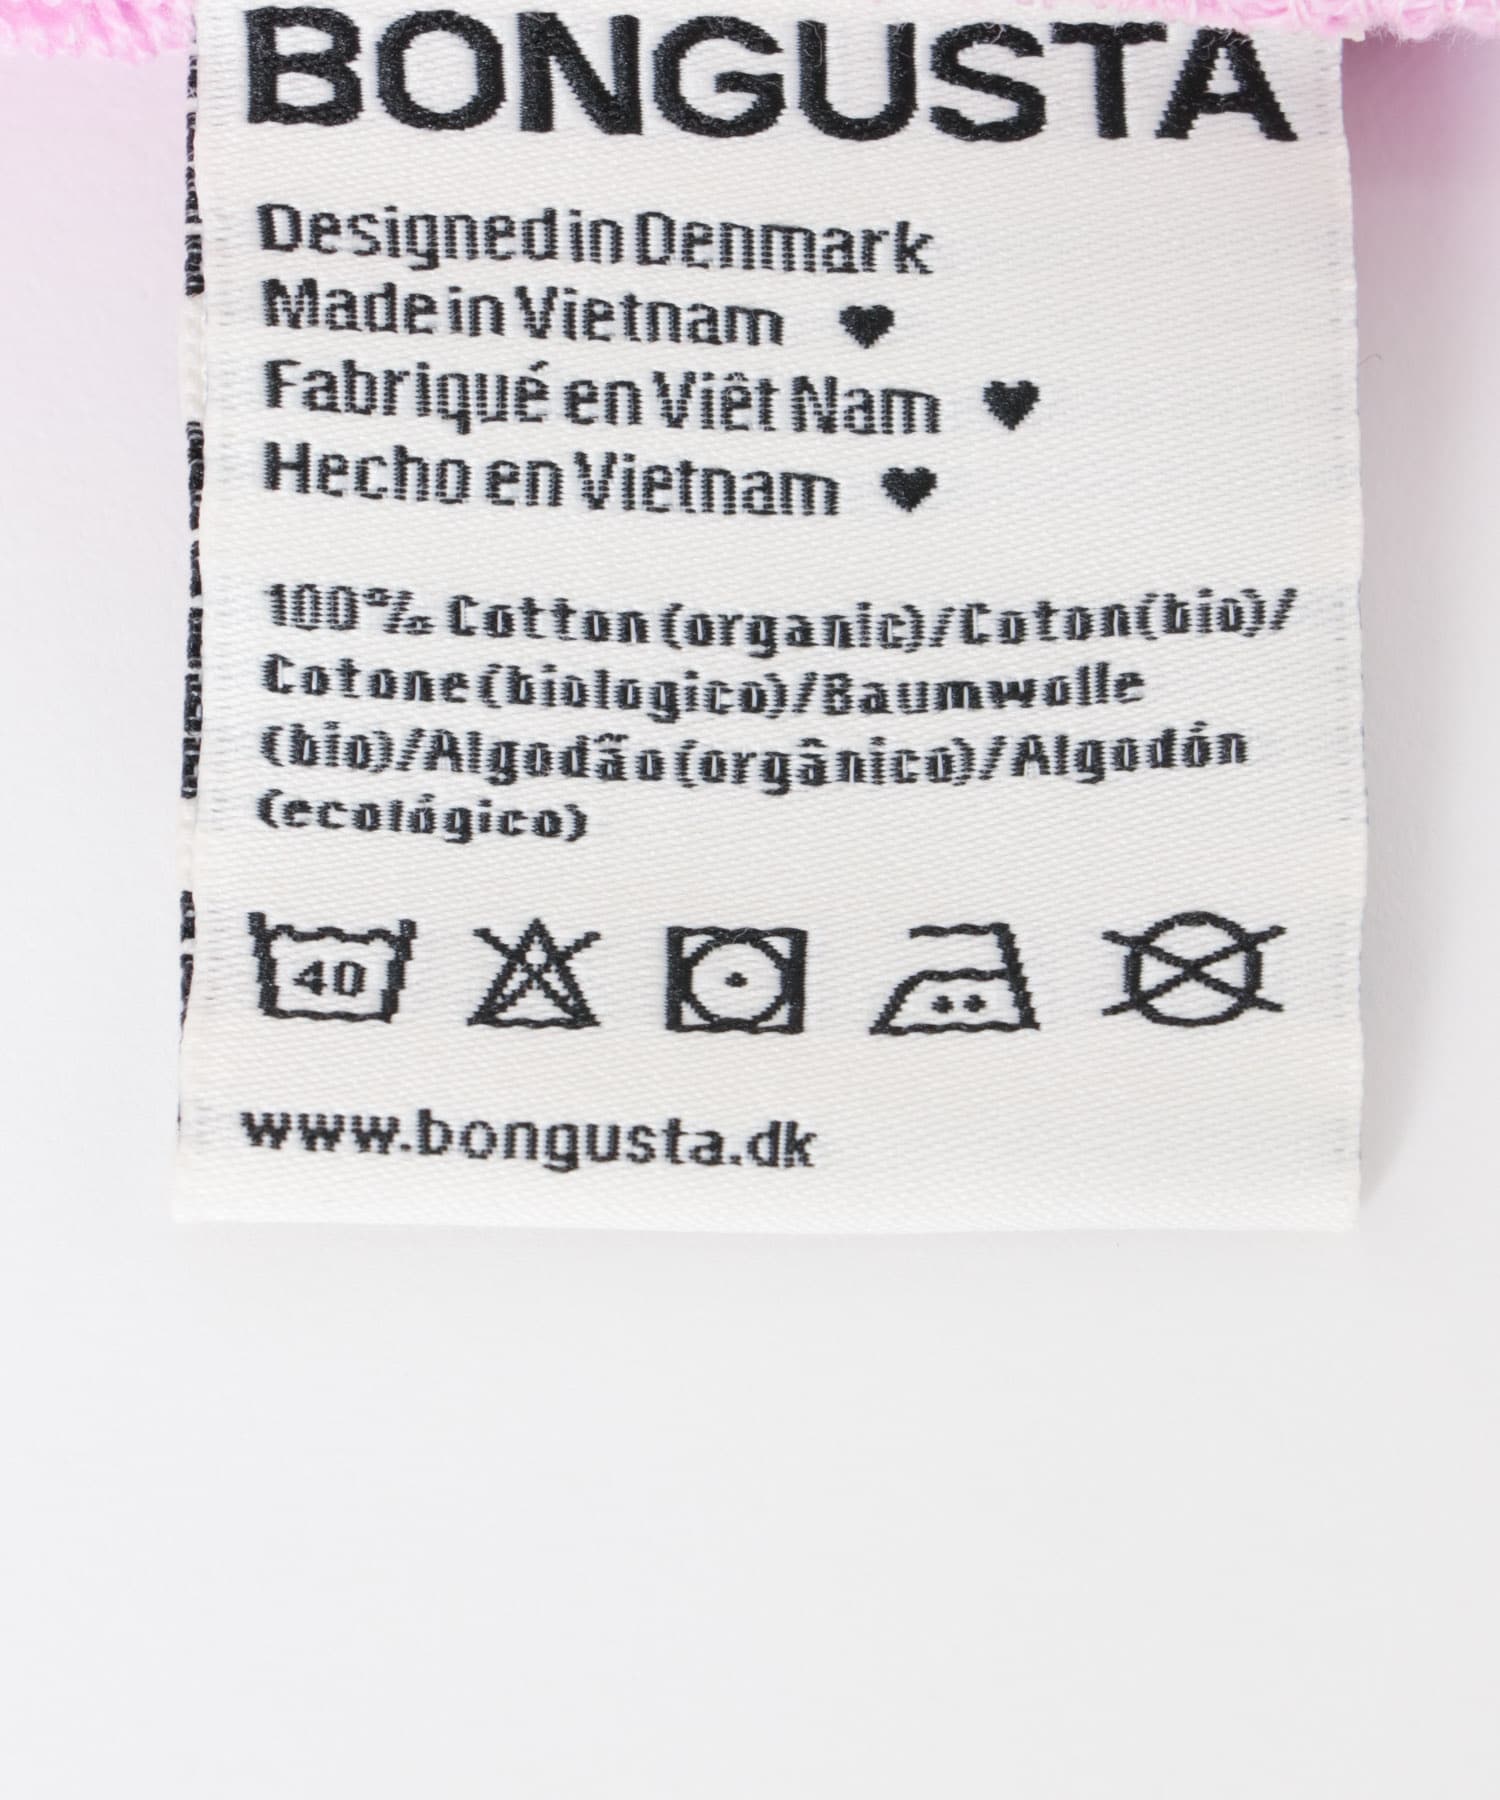 BONGUSTA
Designed in Denmark
Made in Vietnam ♥
Fabriqué en Viêt Nam ♥
Hecho en Vietnam ♥
100% Cotton (organic)/Coton(bio)/
Cotone (biologico)/Baumwolle
(bio)/Algodão (orgânico)/Algodón
(ecológico)
40
www.bongusta.dk